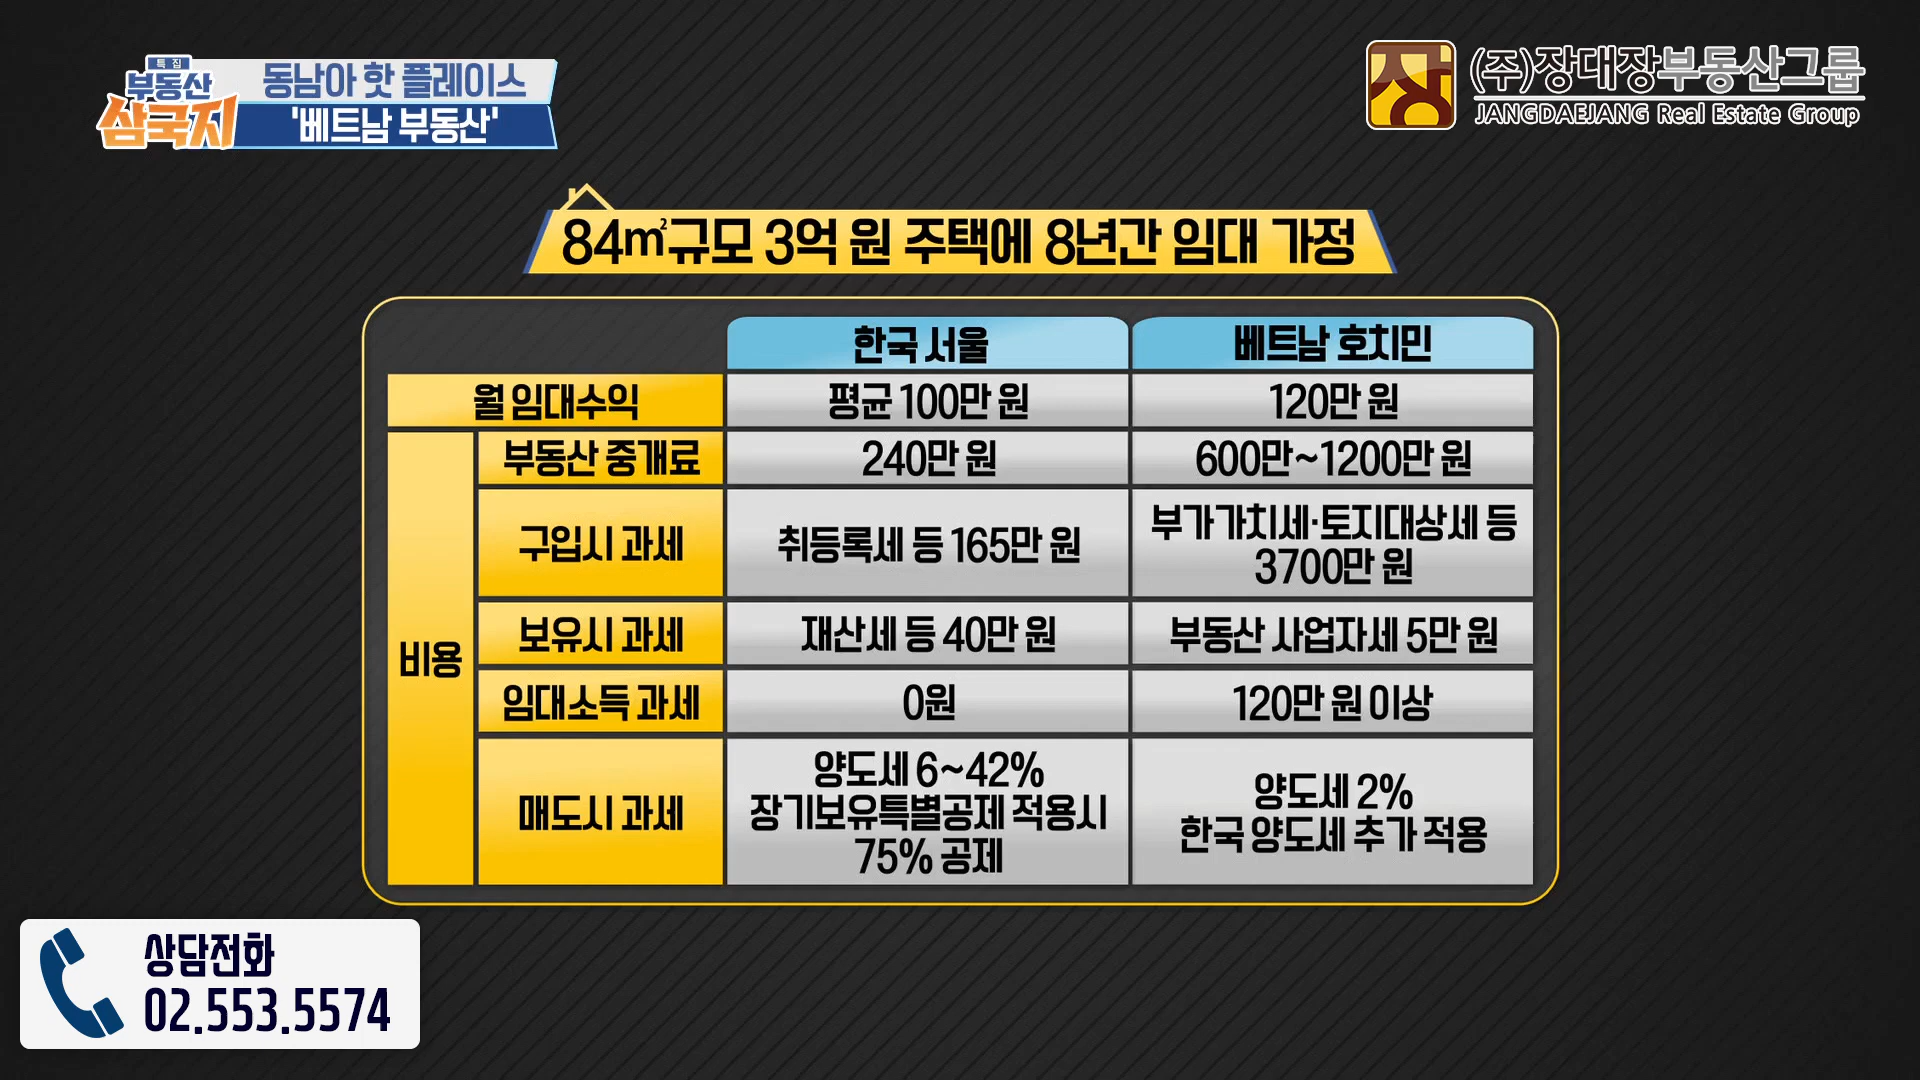 특집
부동산
삼국지
동남아 핫 플레이스
'베트남 부동산'
상
(주)장대장부동산그룹
JANGDAEJANG Real Estate Group
84㎡규모 3억 원 주택에 8년간 임대 가정
한국 서울
베트남 호치민
월 임대수익
평균 100만 원
120만 원
비용
부동산 중개료
240만 원
600만~1200만 원
구입시 과세
취등록세 등 165만 원
부가가치세·토지대상세 등
3700만 원
보유시 과세
재산세 등 40만 원
부동산 사업자세 5만 원
임대소득 과세
0원
120만 원 이상
매도시 과세
양도세 6~42%
장기보유특별공제 적용시
75% 공제
양도세 2%
한국 양도세 추가 적용
상담전화
02.553.5574